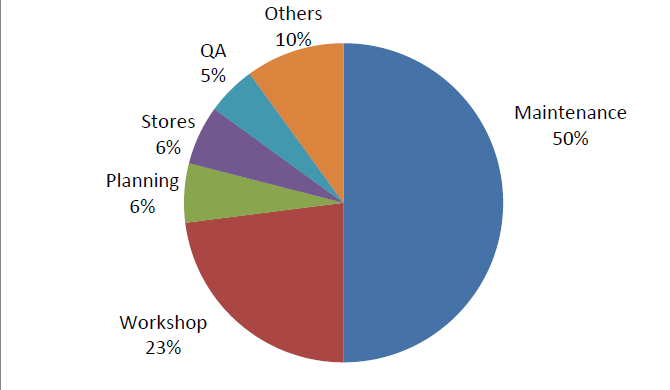 Others
10%
QA
5%
Maintenance
50%
Stores
6%
Planning
6%
Workshop
23%